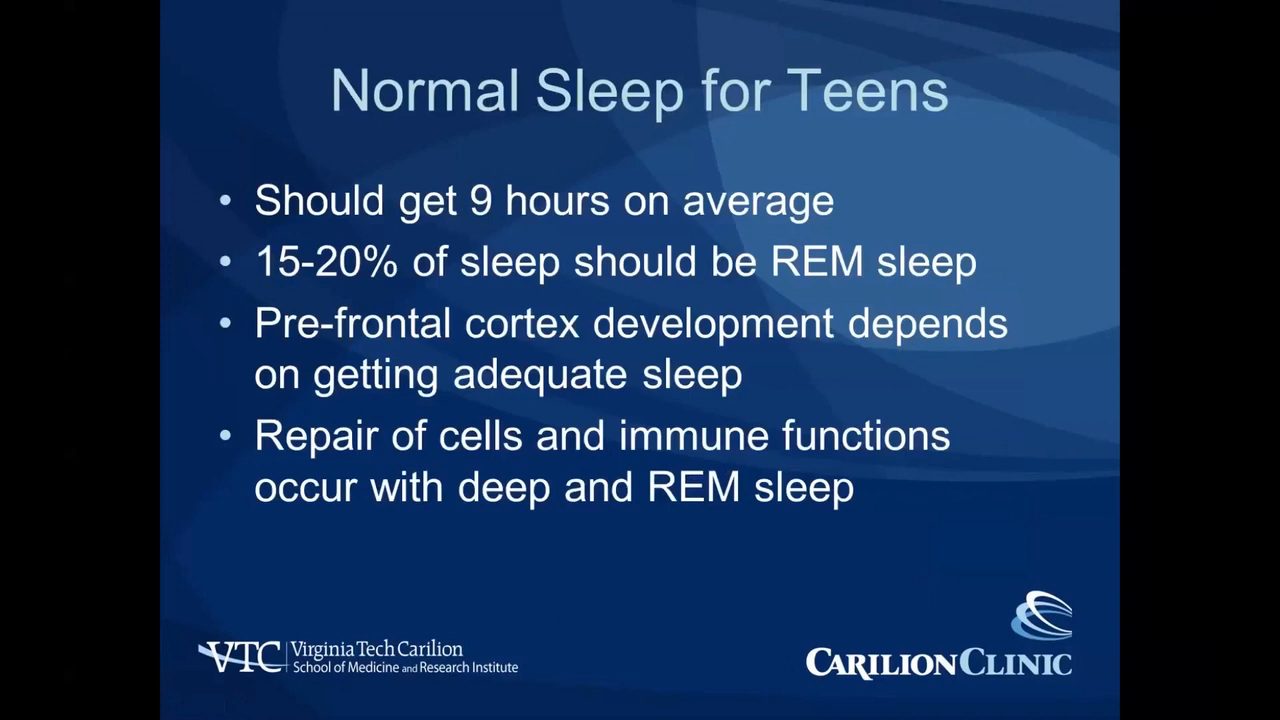 Normal Sleep for Teens
• Should get 9 hours on average
• 15-20% of sleep should be REM sleep
• Pre-frontal cortex development depends
on getting adequate sleep
• Repair of cells and immune functions
occur with deep and REM sleep
VTC Virginia Tech Carilion
School of Medicine and Research Institute
CARILION CLINIC